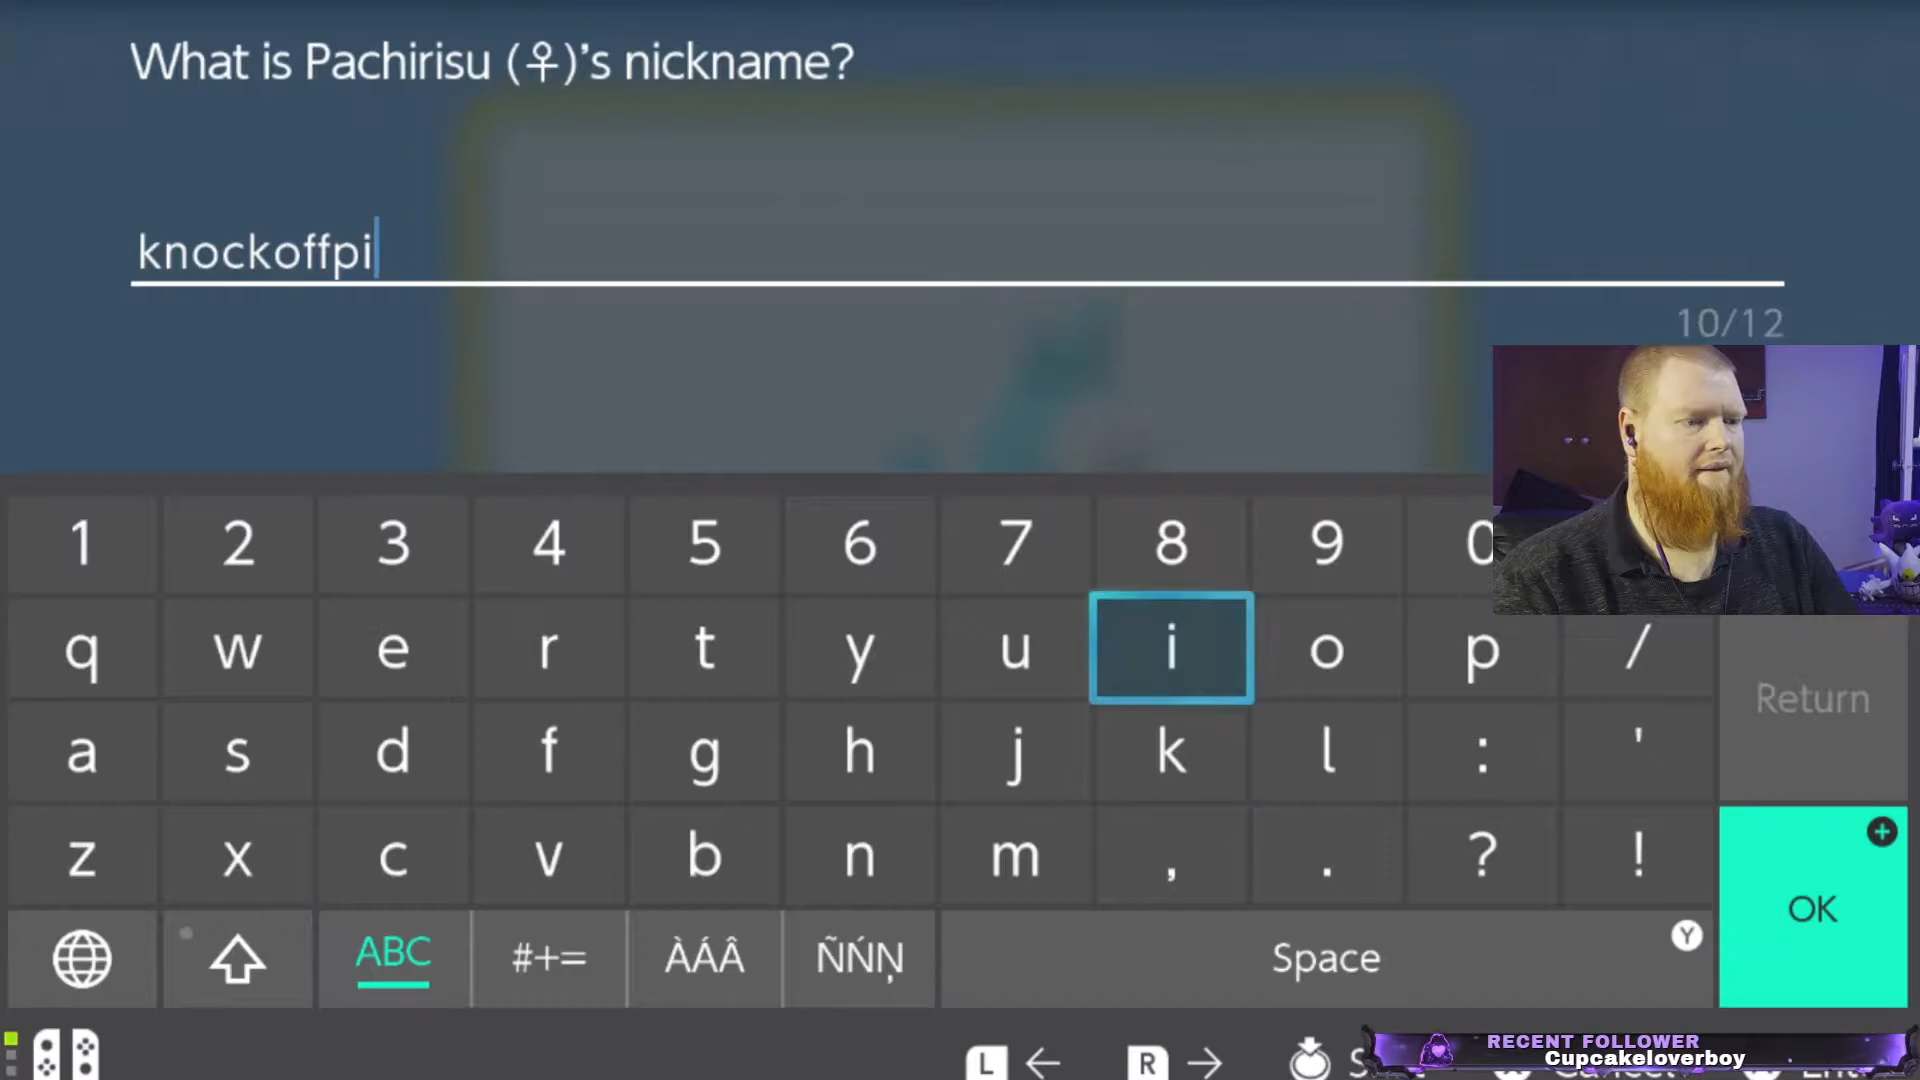 What is Pachirisu (♀)'s nickname?
knockoffpi
10/12
1 2 3 4 5 6 7 8 9 0
q w e r t y u i o p /
Return
a s d f g h j k l : '
z x c v b n m , . ? !
OK
ABC #+= ÀÁÂ ÑŃŅ Space Y
L ← R →
RECENT FOLLOWER
Cupcakeloverboy